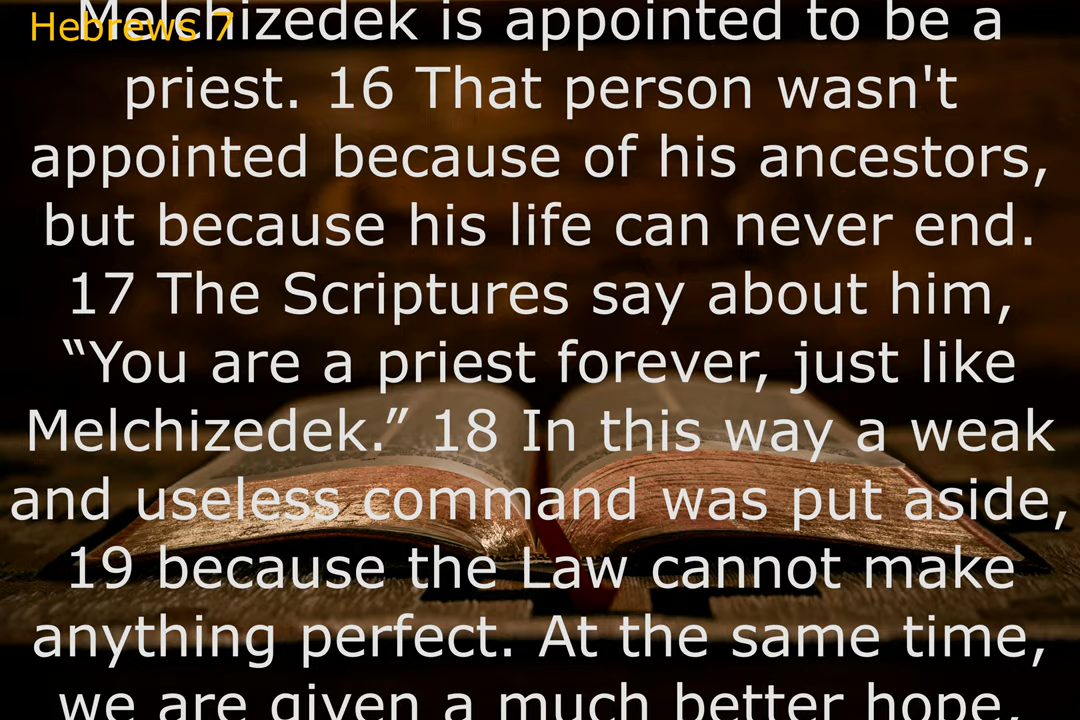 Hebrews 7
Melchizedek is appointed to be a
priest. 16 That person wasn't
appointed because of his ancestors,
but because his life can never end.
17 The Scriptures say about him,
“You are a priest forever, just like
Melchizedek.” 18 In this way a weak
and useless command was put aside,
19 because the Law cannot make
anything perfect. At the same time,
we are given a much better hope,